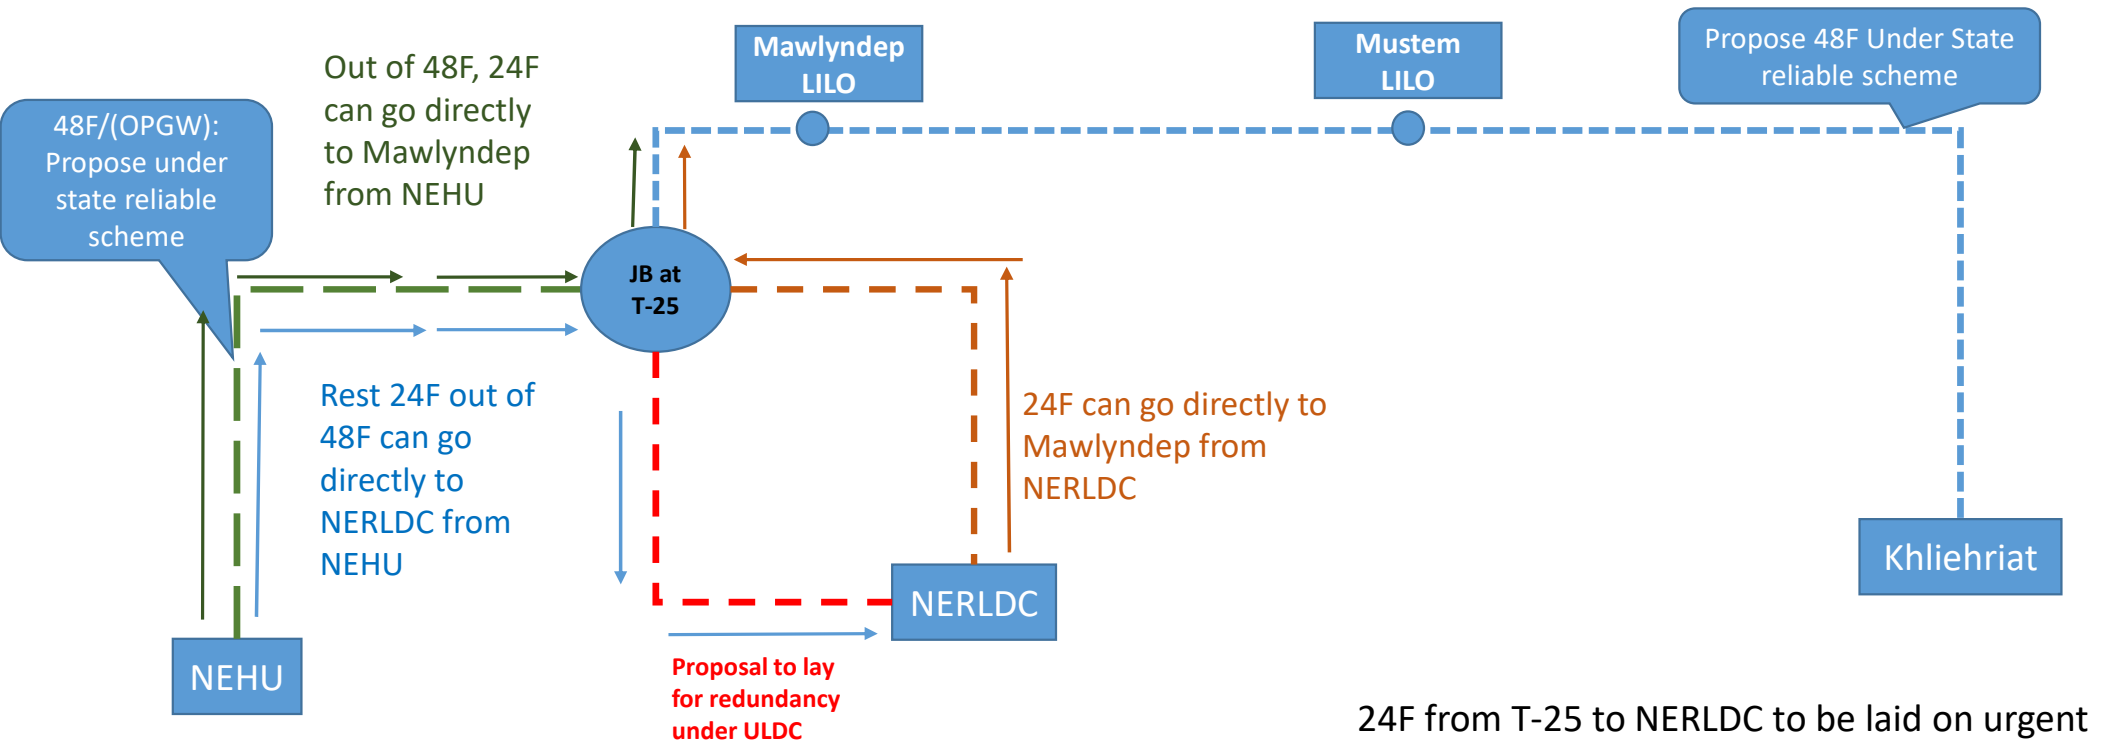 Out of 48F, 24F
can go directly
to Mawlyndep
from NEHU
Mawlyndep
LILO
Mustem
LILO
Propose 48F Under State
reliable scheme
48F/(OPGW):
Propose under
state reliable
scheme
JB at
T-25
Rest 24F out of
48F can go
directly to
NERLDC from
NEHU
24F can go directly to
Mawlyndep from
NERLDC
Khliehriat
NERLDC
NEHU
Proposal to lay
for redundancy
under ULDC
24F from T-25 to NERLDC to be laid on urgent